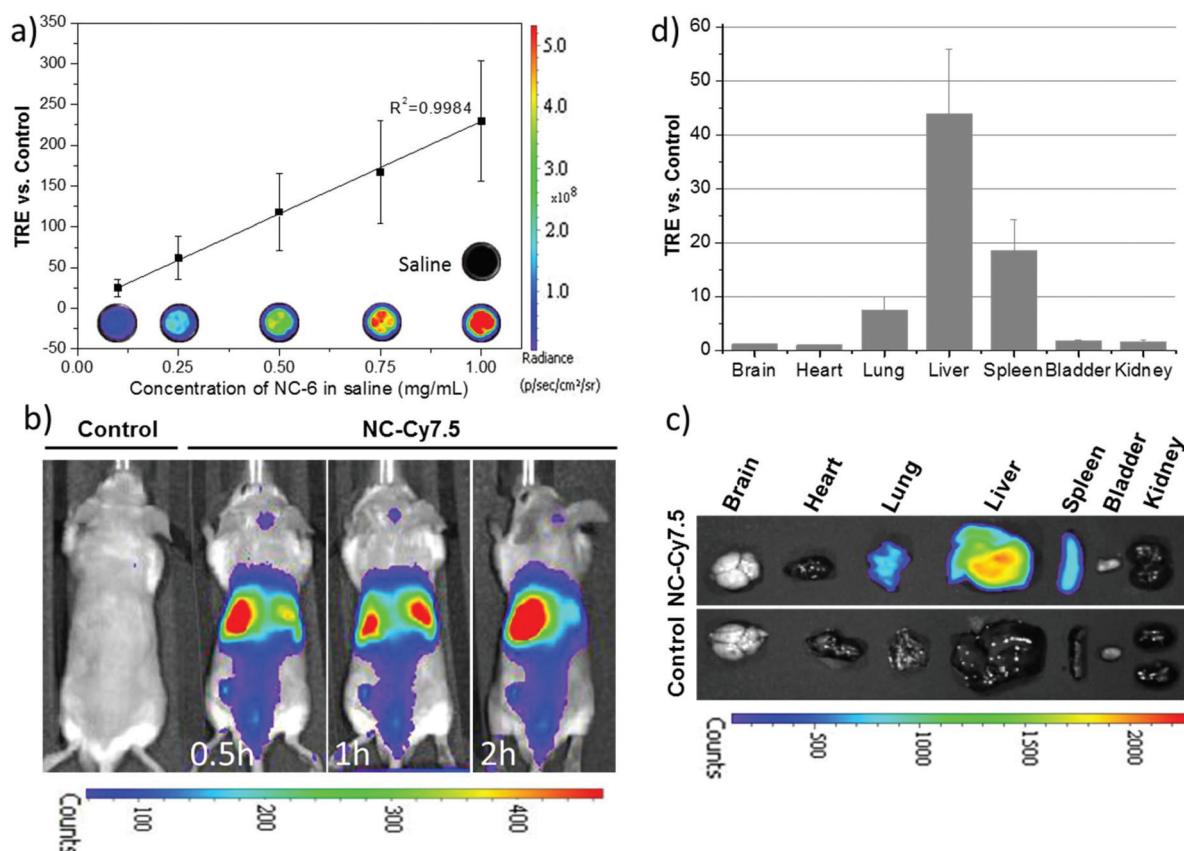 a)
TRE vs. Control
350
300
250
200
150
100
50
0
-50
0.00
0.25
0.50
0.75
1.00
Concentration of NC-6 in saline (mg/mL)
R²=0.9984
Saline
5.0
4.0
3.0
x10⁸
2.0
1.0
Radiance
(p/sec/cm²/sr)
d)
TRE vs. Control
60
50
40
30
20
10
0
Brain
Heart
Lung
Liver
Spleen
Bladder
Kidney
b)
Control
NC-Cy7.5
0.5h
1h
2h
Counts
100
200
300
400
c)
Brain
Heart
Lung
Liver
Spleen
Bladder
Kidney
NC-Cy7.5
Control
Counts
500
1000
1500
2000